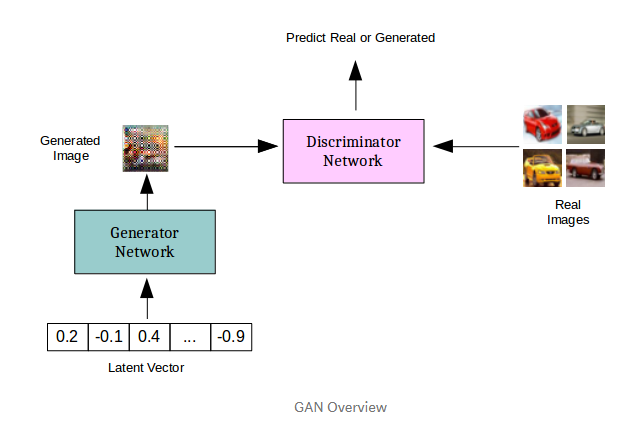 Predict Real or Generated
Generated
Image
Discriminator
Network
Real
Images
Generator
Network
0.2 -0.1 0.4 ... -0.9
Latent Vector
GAN Overview